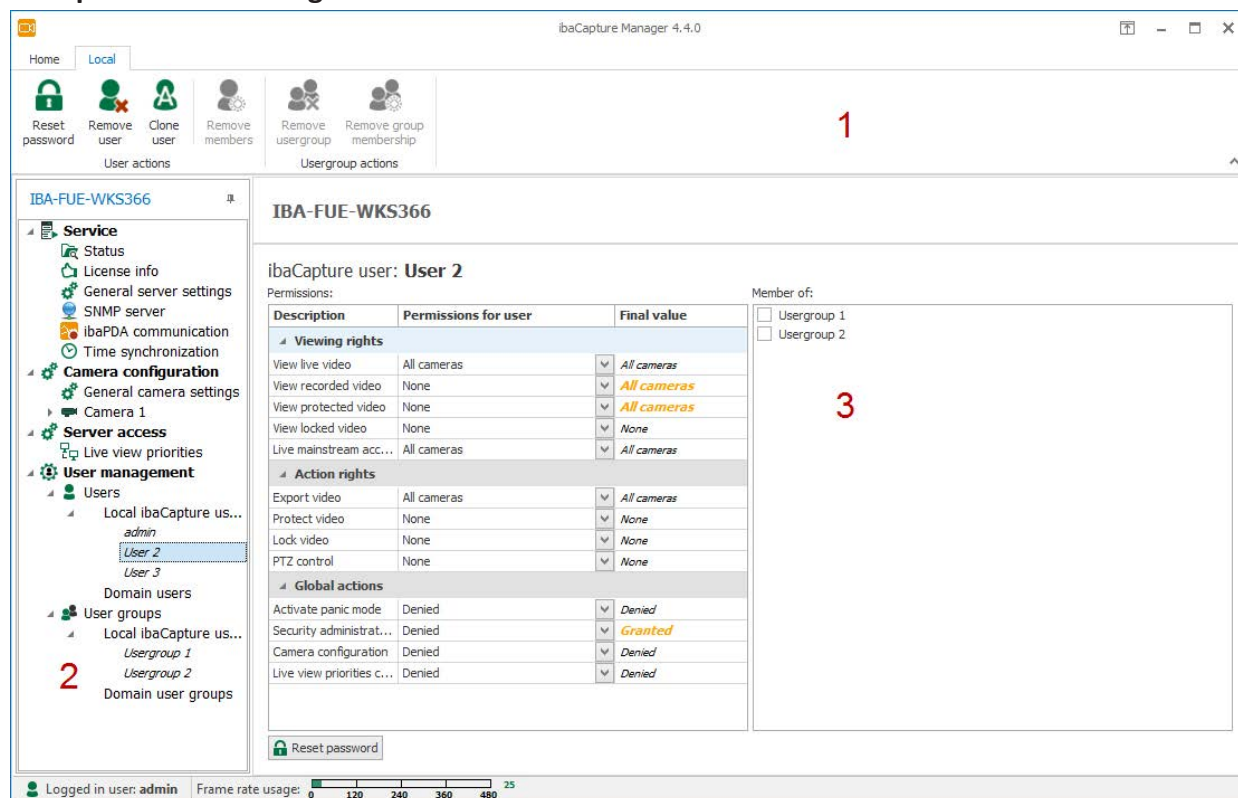 ibaCapture Manager 4.4.0
Home Local
Reset password
Remove user
Clone user
Remove members
Remove usergroup
Remove group membership
User actions
Usergroup actions
1
IBA-FUE-WKS366
Service
Status
License info
General server settings
SNMP server
ibaPDA communication
Time synchronization
Camera configuration
General camera settings
Camera 1
Server access
Live view priorities
User management
Users
Local ibaCapture us...
admin
User 2
User 3
Domain users
User groups
Local ibaCapture us...
Usergroup 1
Usergroup 2
Domain user groups
2
IBA-FUE-WKS366
ibaCapture user: User 2
Permissions:
Description Permissions for user Final value
Viewing rights
View live video All cameras All cameras
View recorded video None All cameras
View protected video None All cameras
View locked video None None
Live mainstream acc... All cameras All cameras
Action rights
Export video All cameras All cameras
Protect video None None
Lock video None None
PTZ control None None
Global actions
Activate panic mode Denied Denied
Security administrat... Denied Granted
Camera configuration Denied Denied
Live view priorities c... Denied Denied
Reset password
Member of:
Usergroup 1
Usergroup 2
3
Logged in user: admin Frame rate usage: 0 120 240 360 480 25